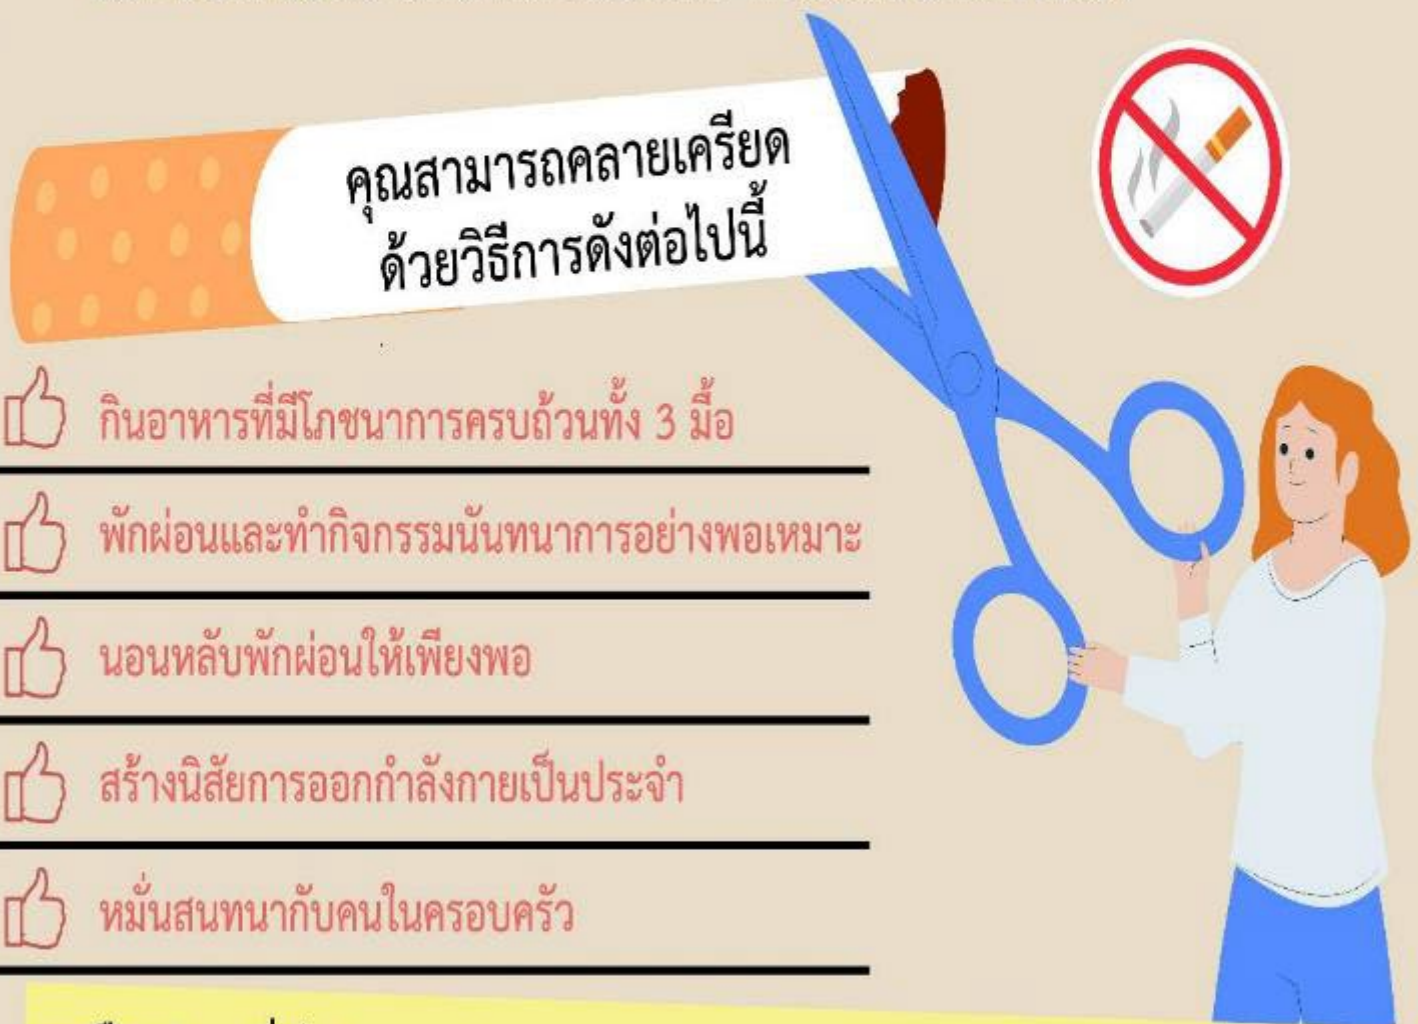 คุณสามารถคลายเครียด
ด้วยวิธีการดังต่อไปนี้
กินอาหารที่มีโภชนาการครบถ้วนทั้ง 3 มื้อ
พักผ่อนและทำกิจกรรมนันทนาการอย่างพอเหมาะ
นอนหลับพักผ่อนให้เพียงพอ
สร้างนิสัยการออกกำลังกายเป็นประจำ
หมั่นสนทนากับคนในครอบครัว